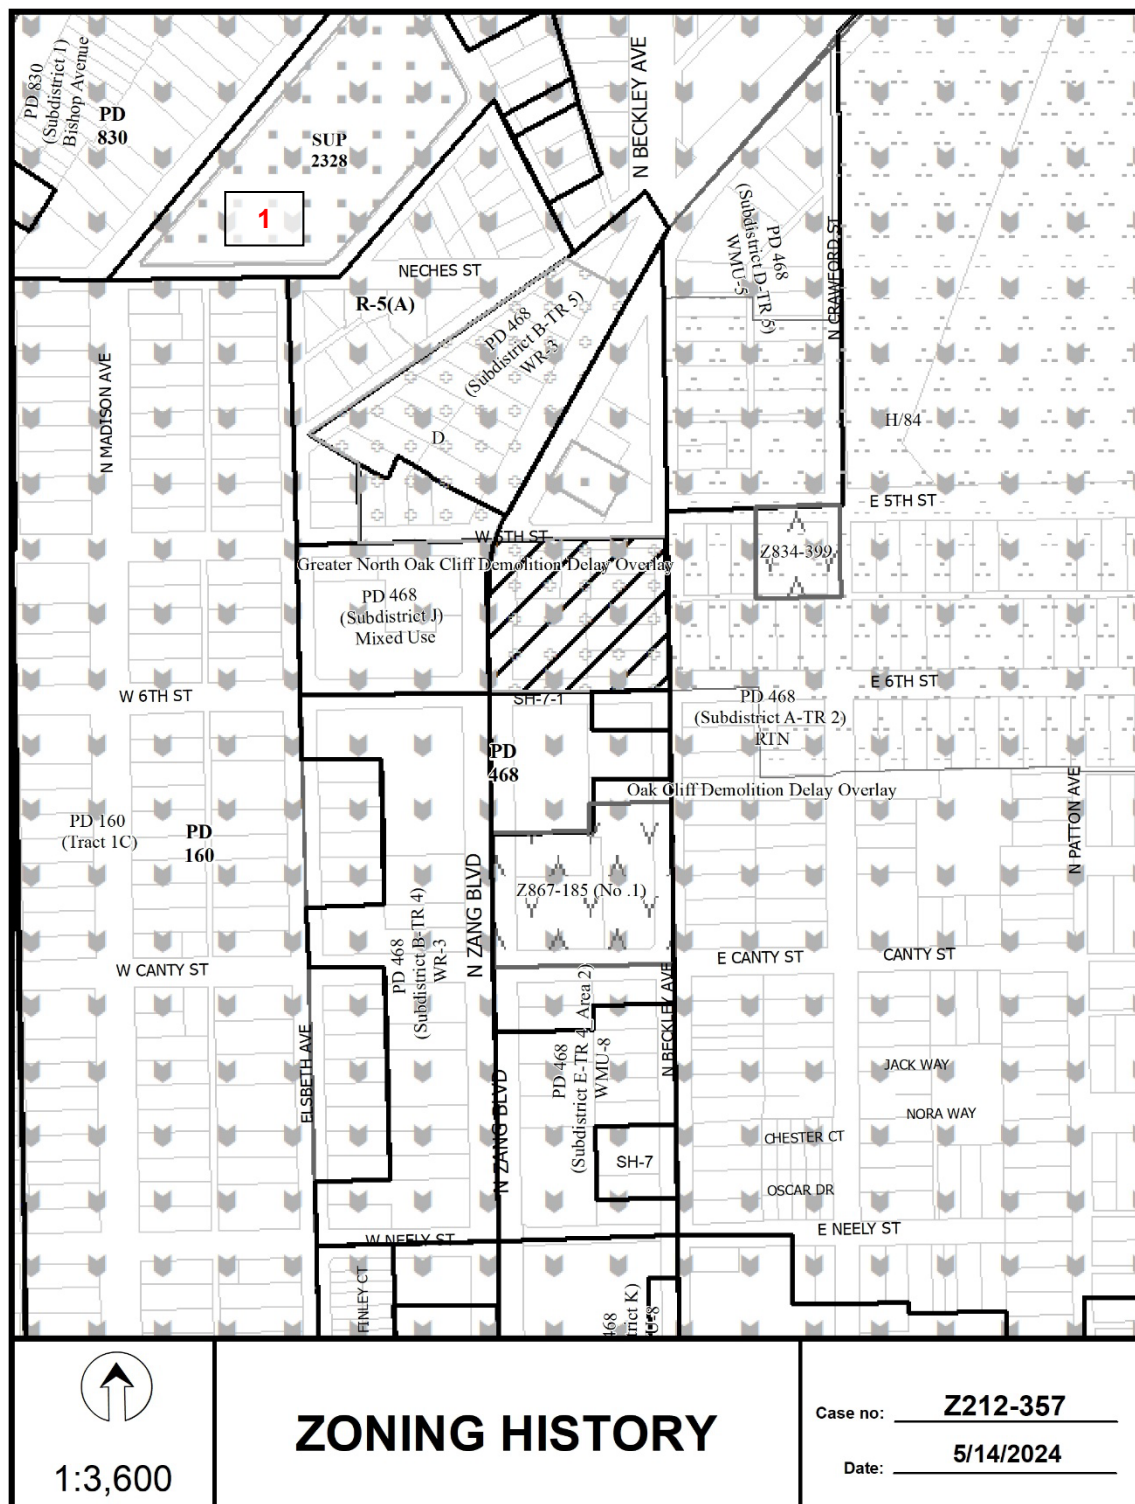 PD 830
(Subdistrict 1)
Bishop Avenue
PD
830
SUP
2328
1
N BECKLEY AVE
PD 468
(Subdistrict D-TR 5)
WMU-5
N CRAWFORD ST
NECHES ST
R-5(A)
PD 468
(Subdistrict B-TR 5)
WR-3
N MADISON AVE
D
H/84
E 5TH ST
W 5TH ST
Z834-399
Greater North Oak Cliff Demolition Delay Overlay
PD 468
(Subdistrict J)
Mixed Use
W 6TH ST
E 6TH ST
SH-7-1
PD 468
(Subdistrict A-TR 2)
RTN
PD
468
Oak Cliff Demolition Delay Overlay
N PATTON AVE
PD 160
(Tract 1C)
PD
160
Z867-185 (No .1)
N ZANG BLVD
PD 468
(Subdistrict B-TR 4)
WR-3
W CANTY ST
E CANTY ST
CANTY ST
ELSBETH AVE
N BECKLEY AVE
PD 468
(Subdistrict E-TR 4, Area 2)
WMU-8
N ZANG BLVD
JACK WAY
NORA WAY
CHESTER CT
SH-7
OSCAR DR
E NEELY ST
W NEELY ST
FINLEY CT
468
trict K)
U-8
1:3,600
ZONING HISTORY
Case no: Z212-357
Date: 5/14/2024